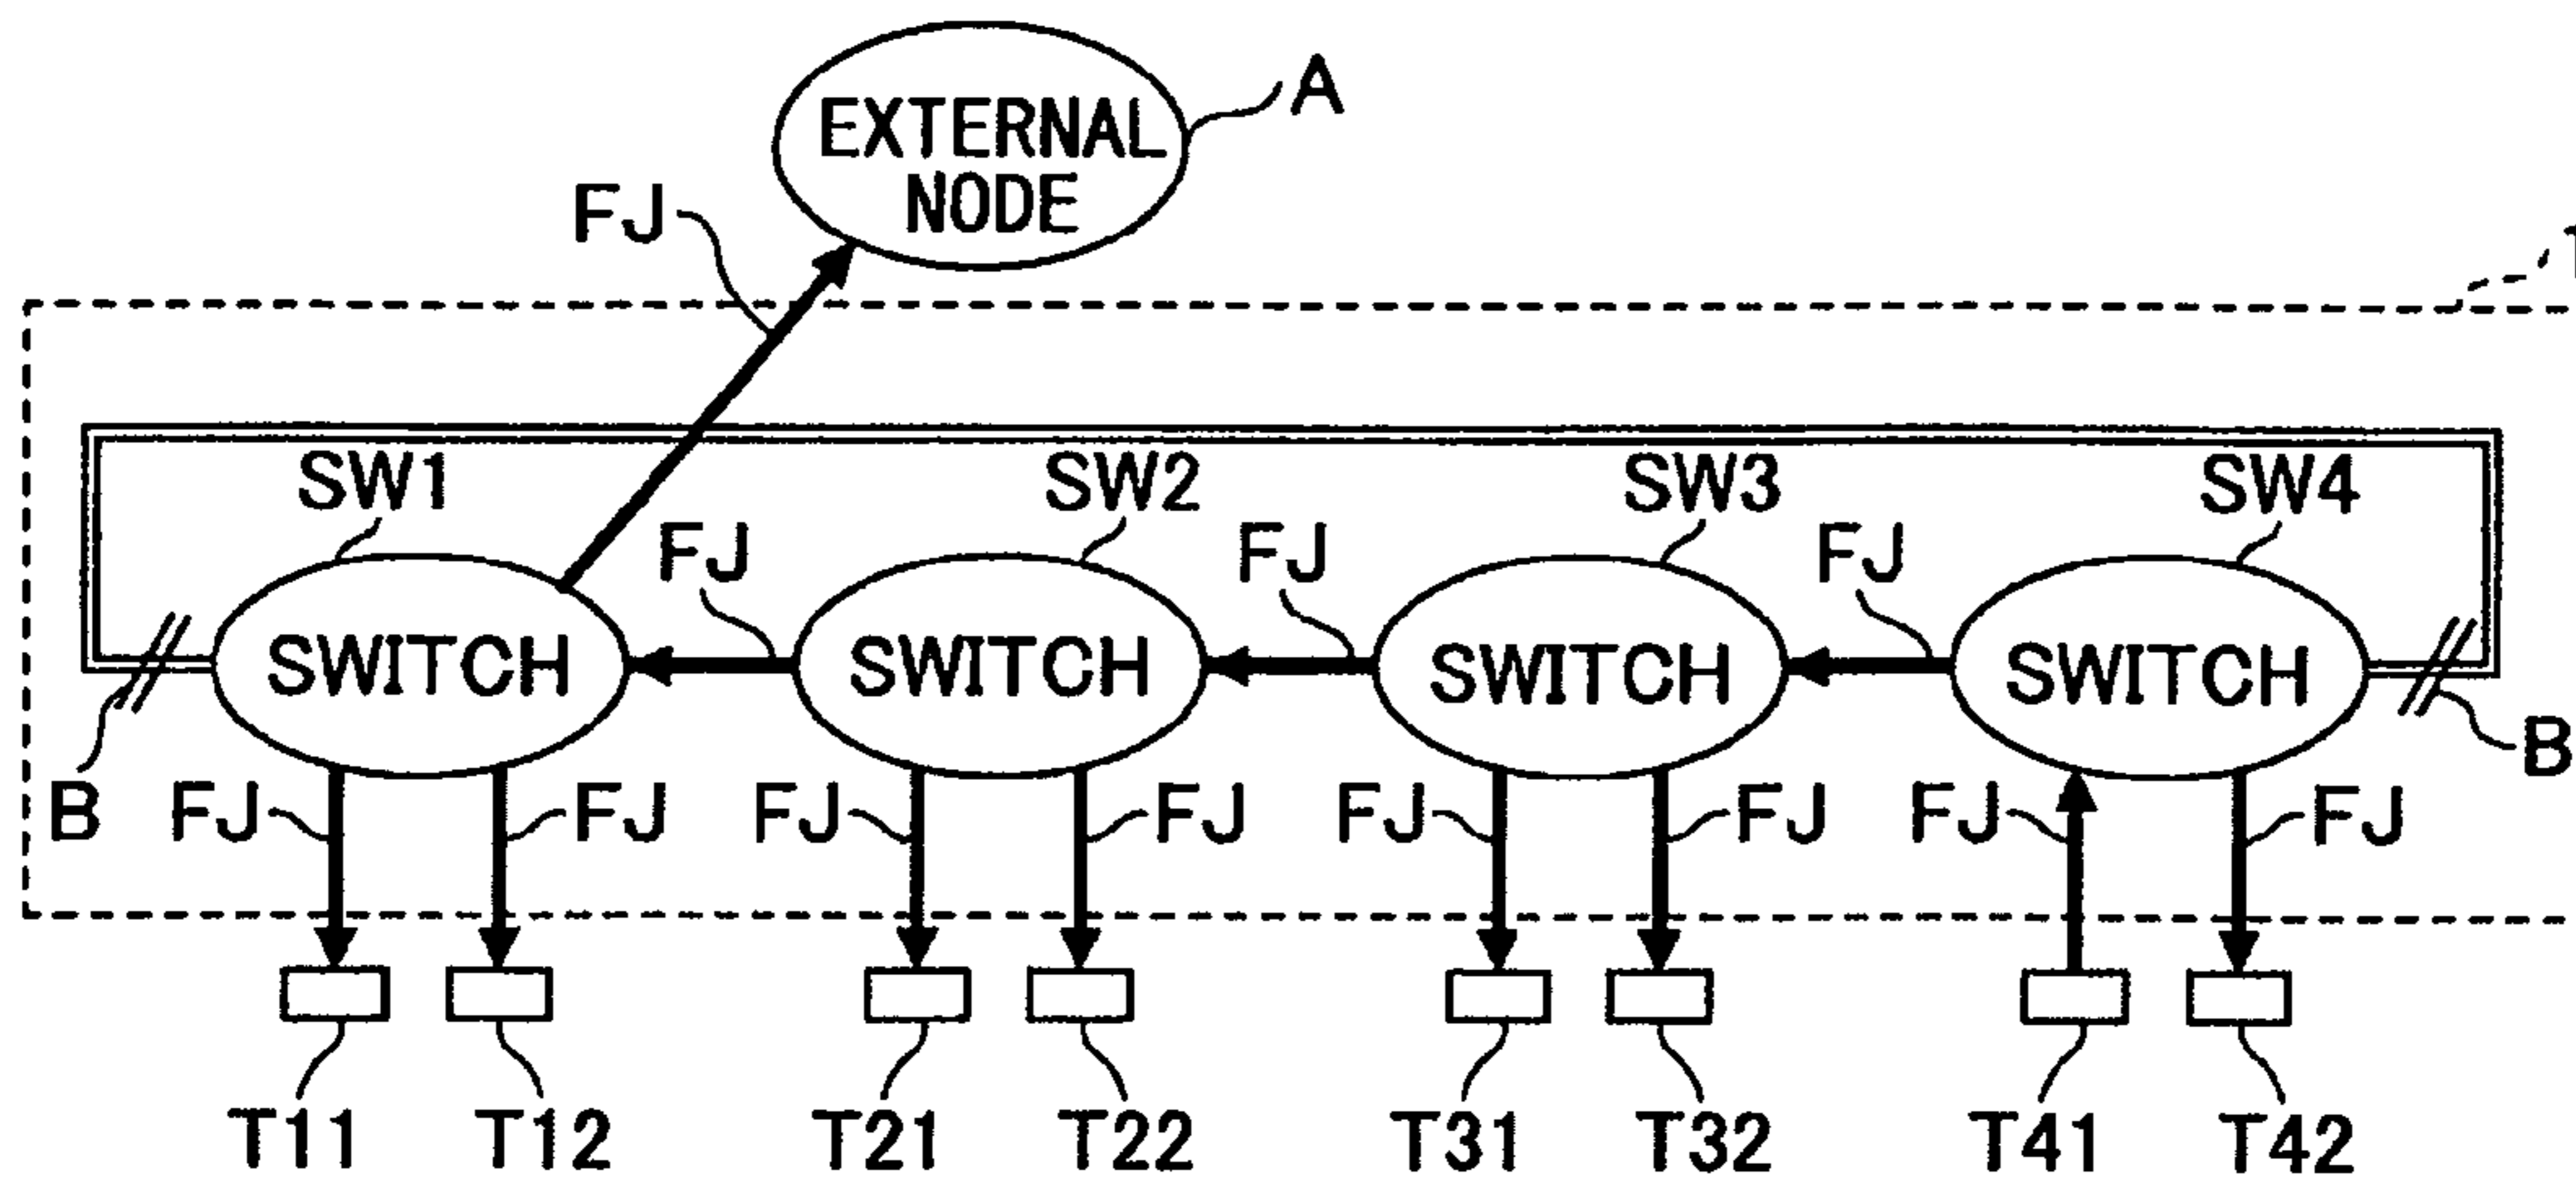 A
EXTERNAL
NODE
FJ
1
SW1
SW2
SW3
SW4
FJ
FJ
FJ
SWITCH
SWITCH
SWITCH
SWITCH
B
B
FJ
FJ
FJ
FJ
FJ
FJ
FJ
FJ
T11
T12
T21
T22
T31
T32
T41
T42